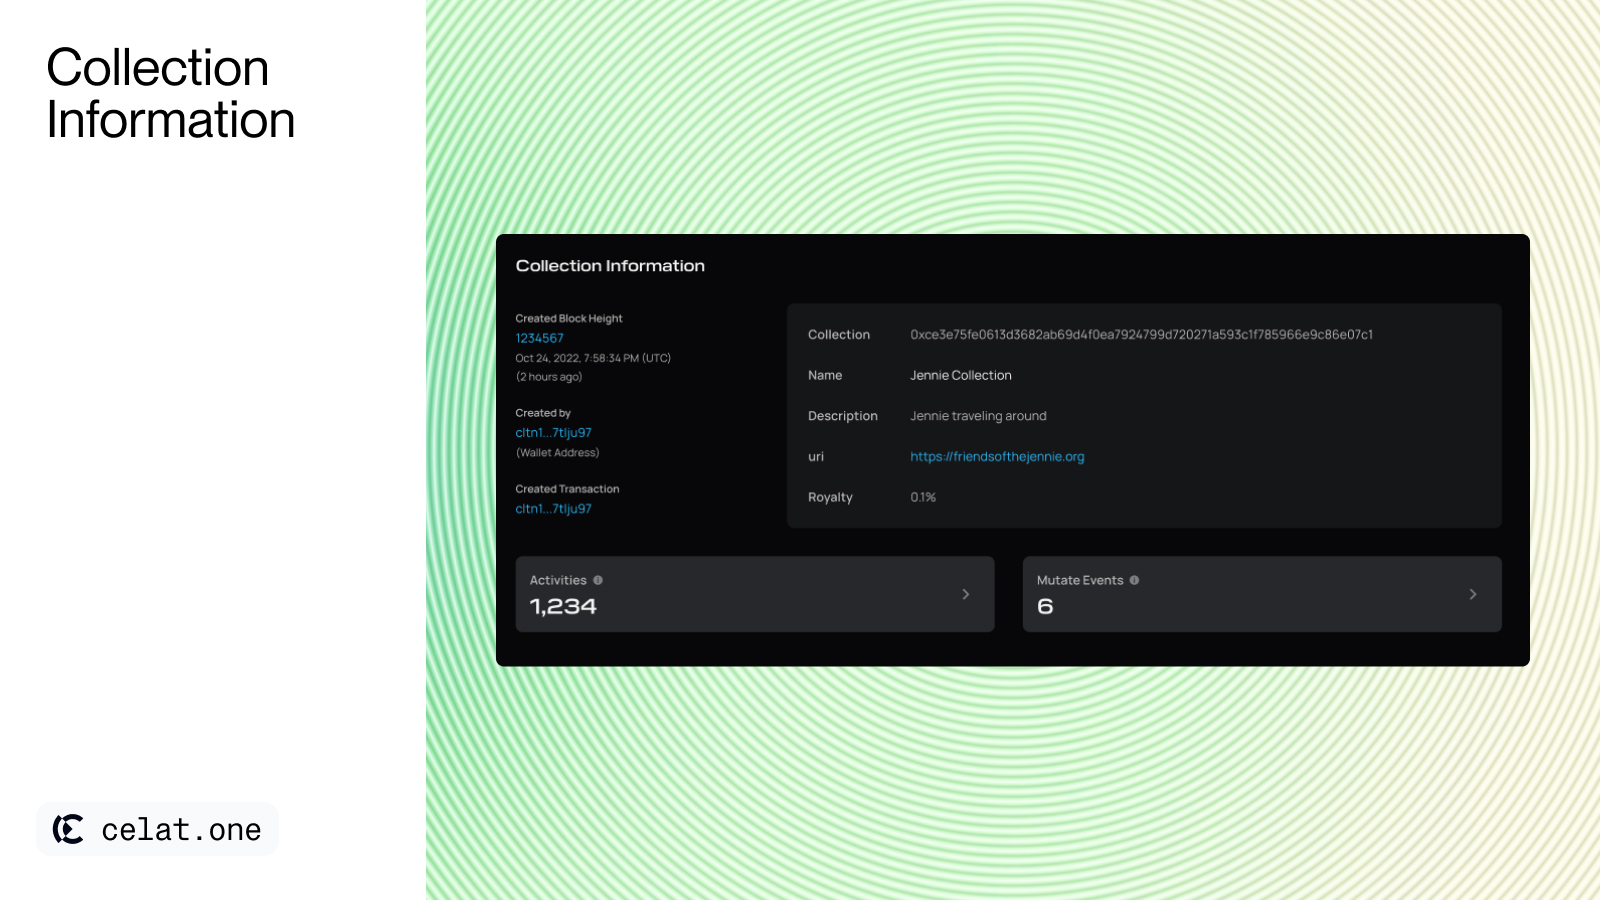 Collection
Information
Collection Information
Created Block Height
1234567
Oct 24, 2022, 7:58:34 PM (UTC)
(2 hours ago)
Created by
cltn1...7tlju97
(Wallet Address)
Created Transaction
cltn1...7tlju97
Collection 0xce3e75fe0613d3682ab69d4f0ea7924799d720271a593c1f785966e9c86e07c1
Name Jennie Collection
Description Jennie traveling around
uri https://friendsofthejennie.org
Royalty 0.1%
Activities
1,234
Mutate Events
6
celat.one